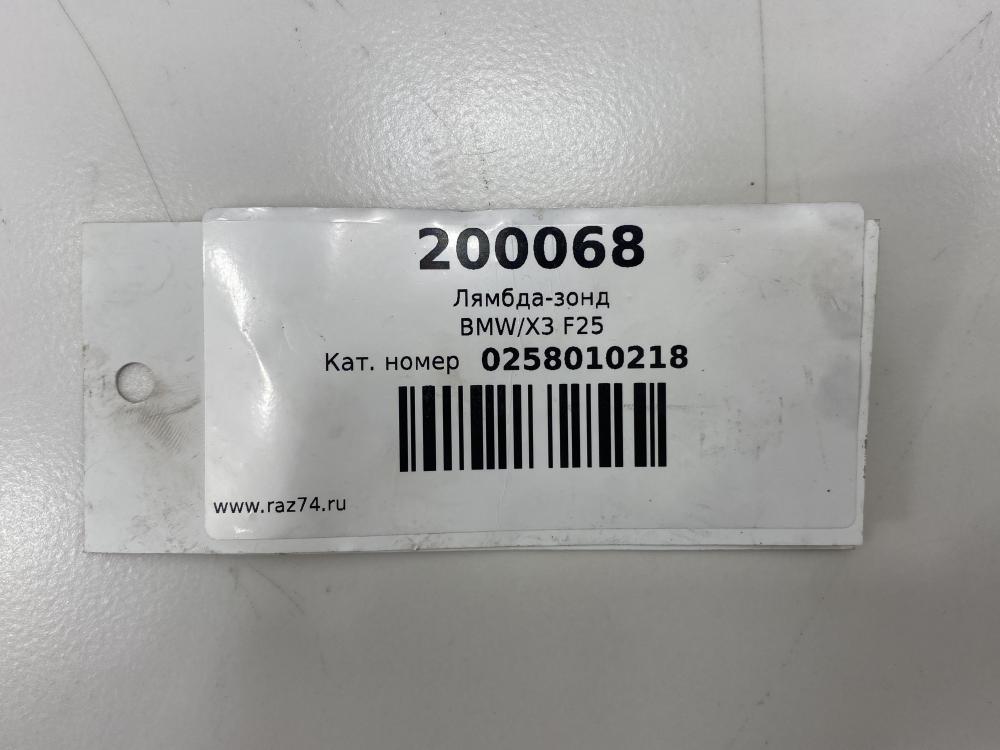 200068
Лямбда-зонд
BMW/X3 F25
Кат. номер 0258010218
www.raz74.ru